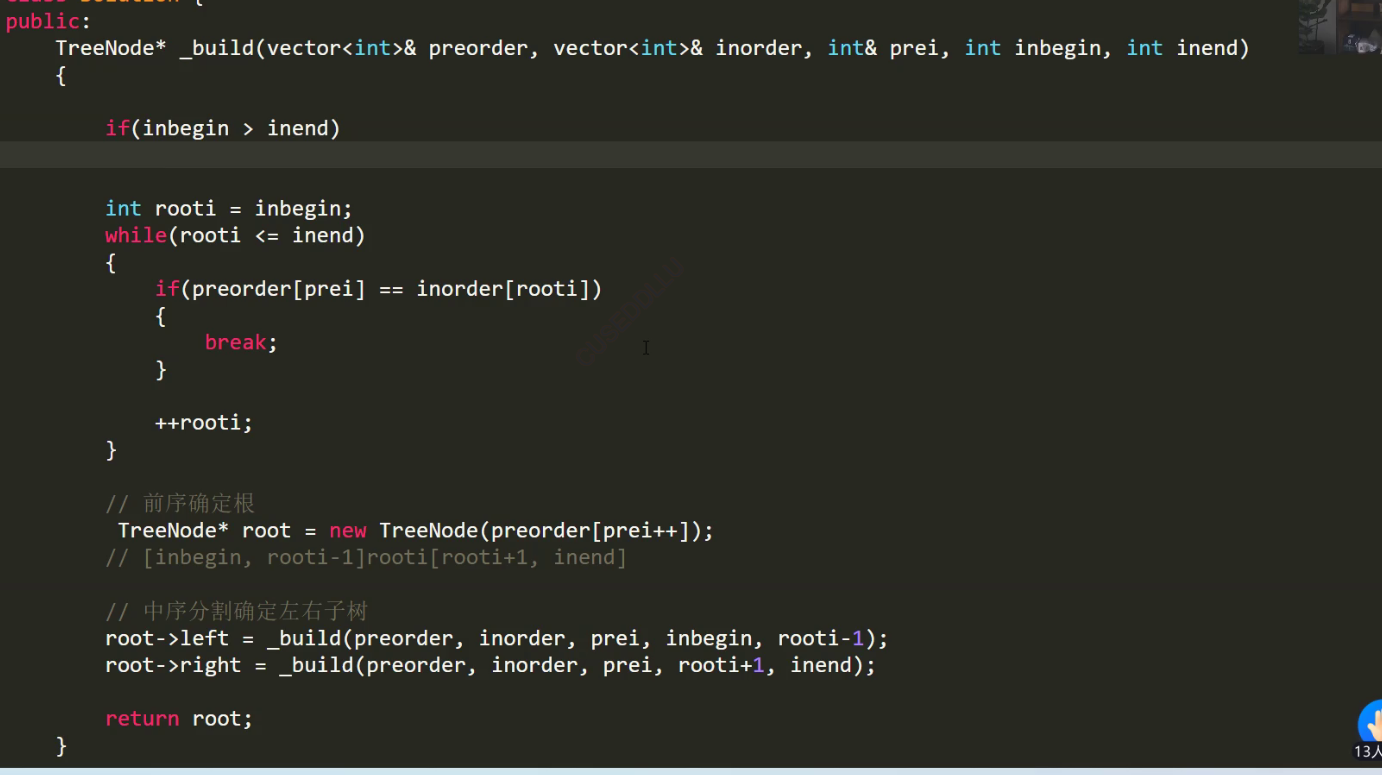 class Solution {
public:
    TreeNode* _build(vector<int>& preorder, vector<int>& inorder, int& prei, int inbegin, int inend)
    {
        if(inbegin > inend)
        int rooti = inbegin;
        while(rooti <= inend)
        {
            if(preorder[prei] == inorder[rooti])
            {
                break;
            }
            ++rooti;
        }
        // 前序确定根
         TreeNode* root = new TreeNode(preorder[prei++]);
        // [inbegin, rooti-1]rooti[rooti+1, inend]
        // 中序分割确定左右子树
        root->left = _build(preorder, inorder, prei, inbegin, rooti-1);
        root->right = _build(preorder, inorder, prei, rooti+1, inend);
        return root;
    }
13人